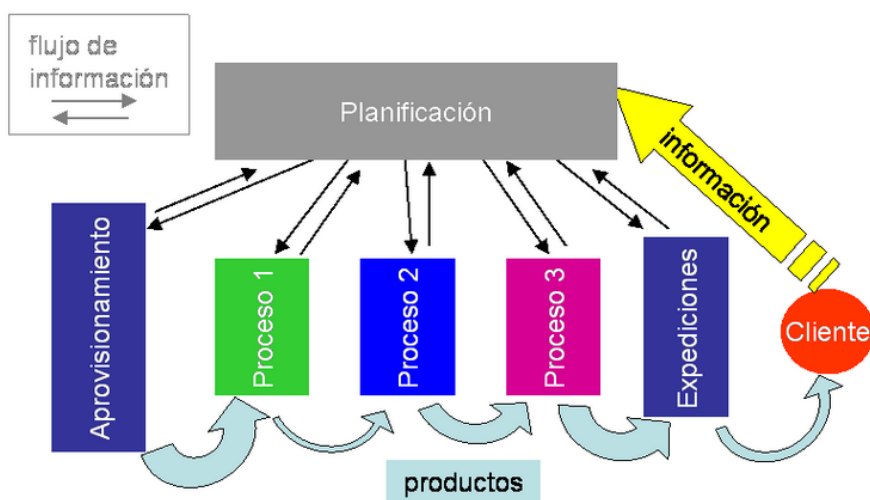 flujo de
información
Planificación
información
Aprovisionamiento
Proceso 1
Proceso 2
Proceso 3
Expediciones
Cliente
productos